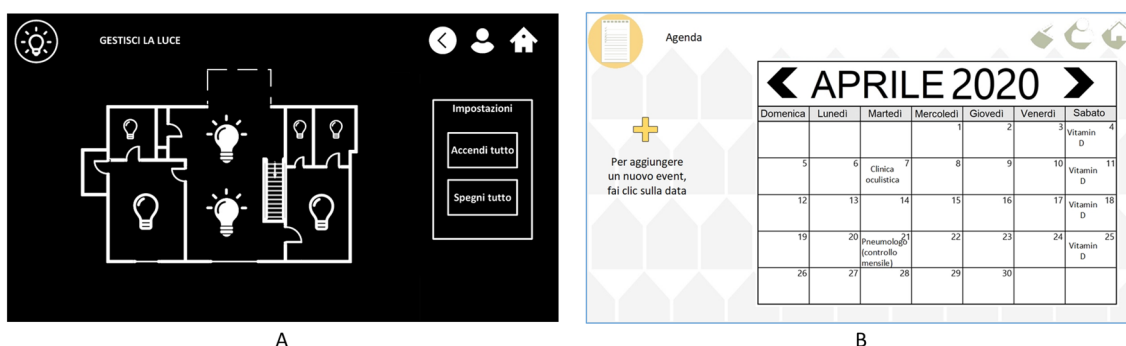 GESTISCI LA LUCE
Impostazioni
Accendi tutto
Spegni tutto
A
Agenda
Per aggiungere
un nuovo event,
fai clic sulla data
APRILE 2020
Domenica Lunedì Martedì Mercoledì Giovedì Venerdì Sabato
1 2 3 4
Vitamin
D
5 6 7 8 9 10 11
Clinica
oculistica
Vitamin
D
12 13 14 15 16 17 18
Vitamin
D
19 20 21 22 23 24 25
Pneumologo
(controllo
mensile)
Vitamin
D
26 27 28 29 30
B